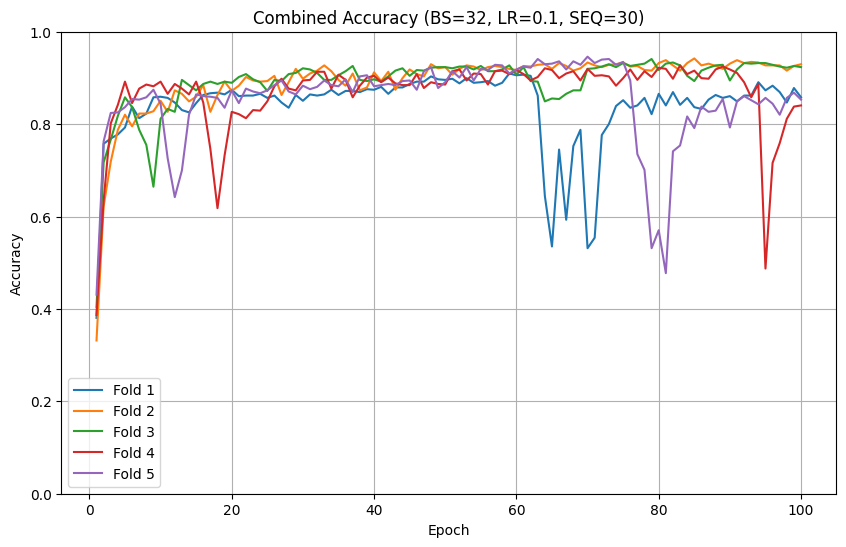 Combined Accuracy (BS=32, LR=0.1, SEQ=30)
Accuracy
1.0
0.8
0.6
0.4
0.2
0.0
Fold 1
Fold 2
Fold 3
Fold 4
Fold 5
0 20 40 60 80 100
Epoch